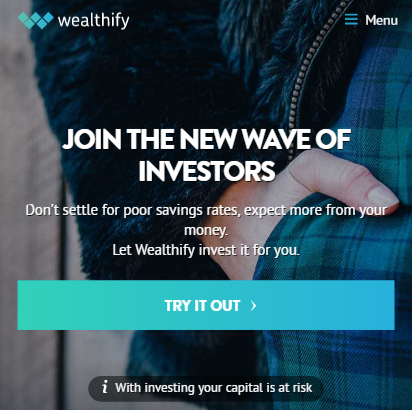 wealthify
Menu
JOIN THE NEW WAVE OF
INVESTORS
Don't settle for poor savings rates, expect more from your
money.
Let Wealthify invest it for you.
TRY IT OUT
With investing your capital is at risk